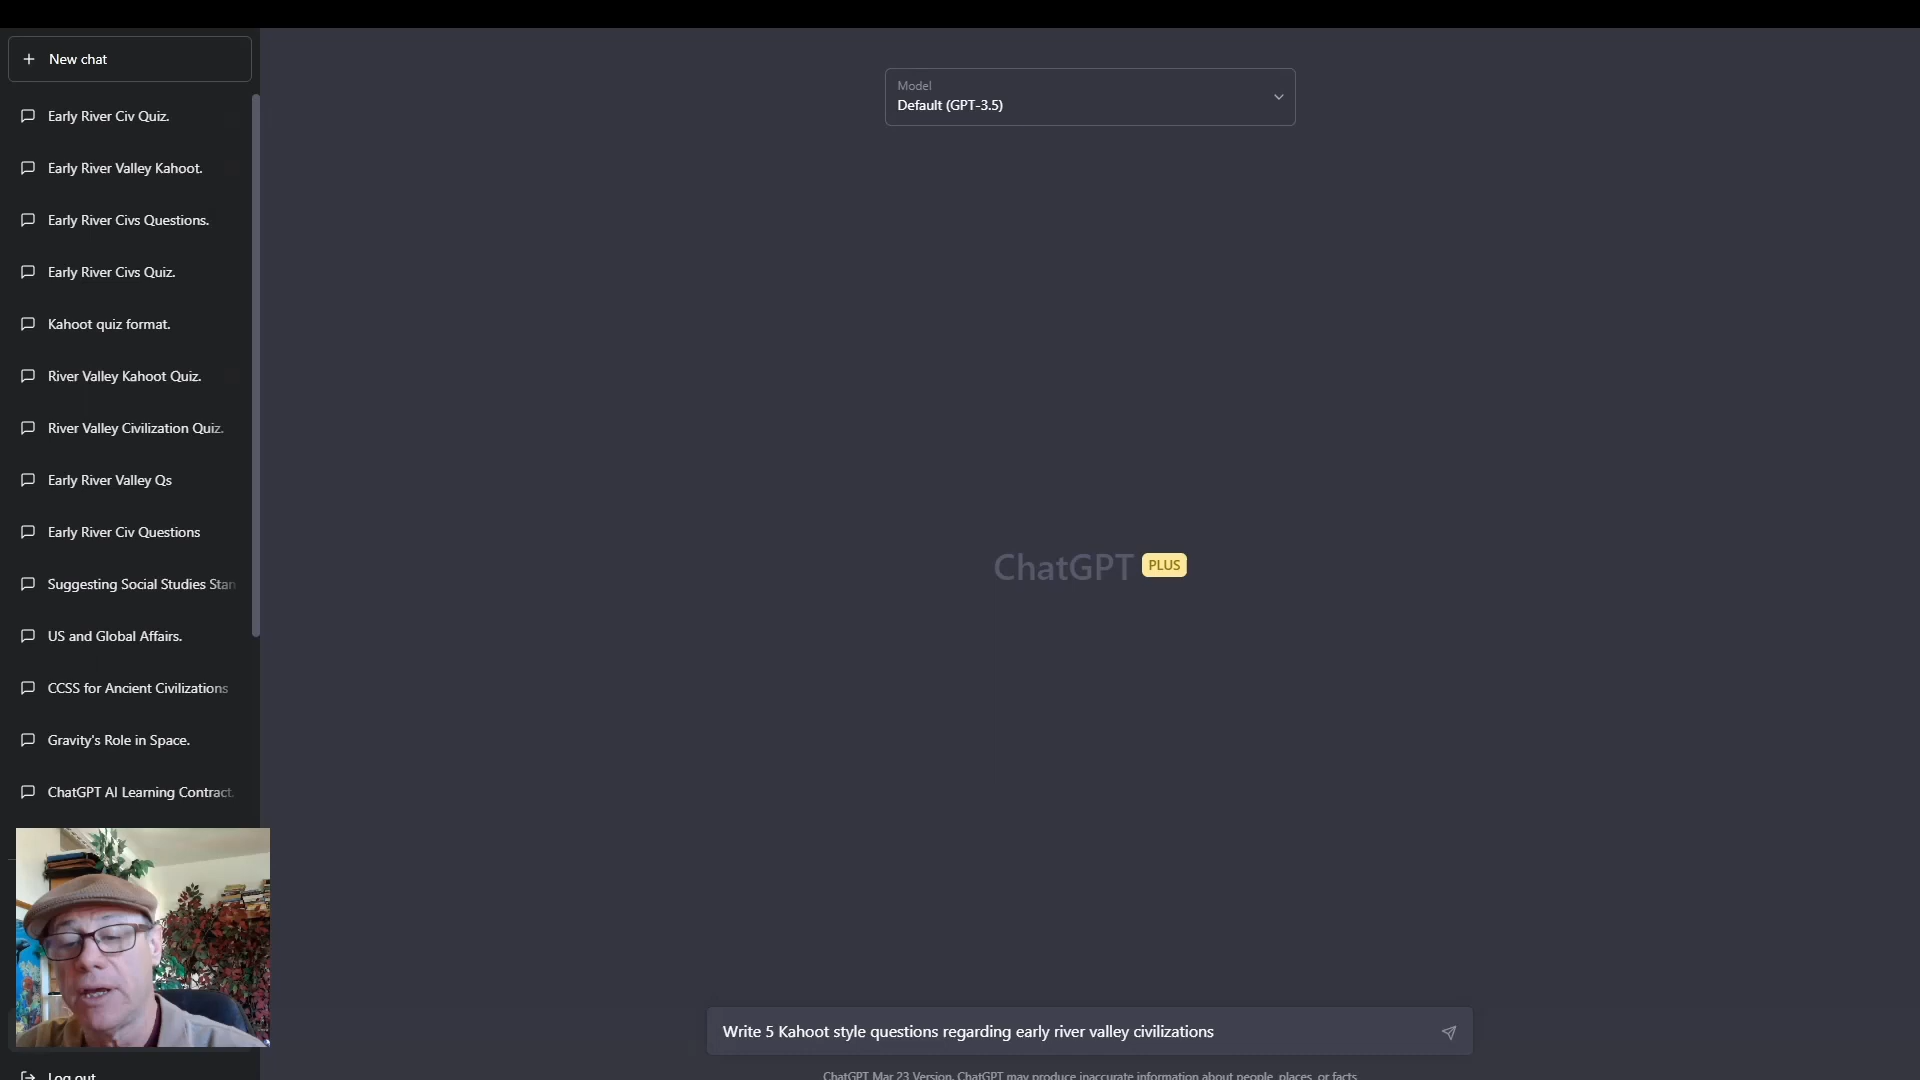 New chat
Early River Civ Quiz.
Early River Valley Kahoot.
Early River Civs Questions.
Early River Civs Quiz.
Kahoot quiz format.
River Valley Kahoot Quiz.
River Valley Civilization Quiz.
Early River Valley Qs
Early River Civ Questions
Suggesting Social Studies Stan
US and Global Affairs.
CCSS for Ancient Civilizations
Gravity's Role in Space.
ChatGPT AI Learning Contract.
Log out
Model
Default (GPT-3.5)
ChatGPT PLUS
Write 5 Kahoot style questions regarding early river valley civilizations
ChatGPT Mar 23 Version. ChatGPT may produce inaccurate information about people, places, or facts